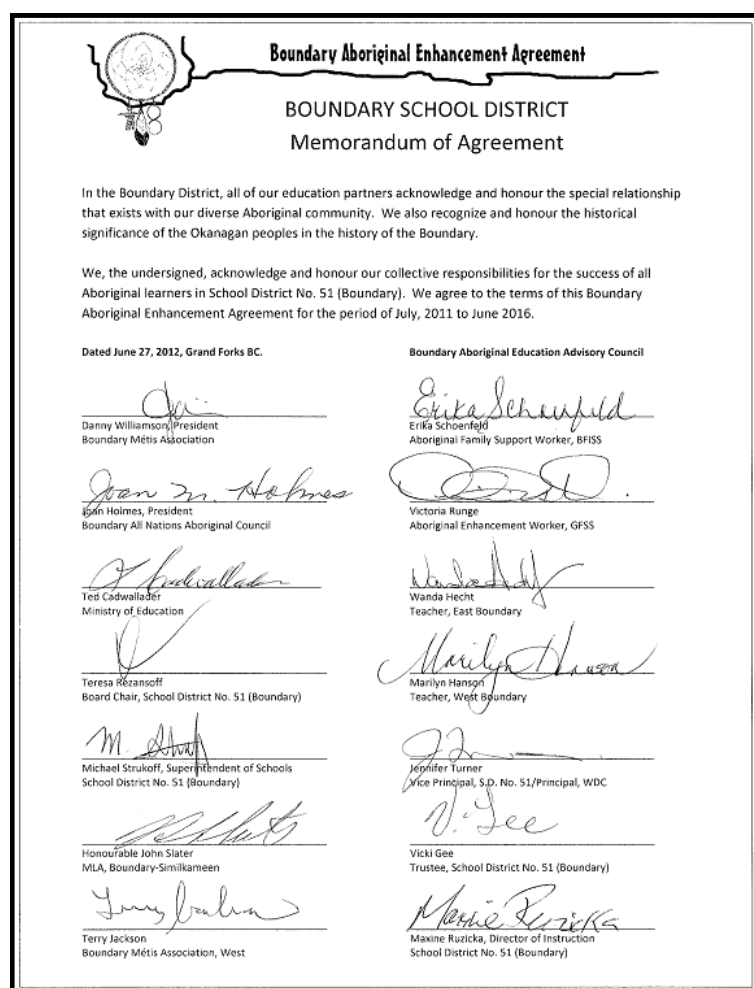 Boundary Aboriginal Enhancement Agreement
BOUNDARY SCHOOL DISTRICT
Memorandum of Agreement
In the Boundary District, all of our education partners acknowledge and honour the special relationship
that exists with our diverse Aboriginal community. We also recognize and honour the historical
significance of the Okanagan peoples in the history of the Boundary.
We, the undersigned, acknowledge and honour our collective responsibilities for the success of all
Aboriginal learners in School District No. 51 (Boundary). We agree to the terms of this Boundary
Aboriginal Enhancement Agreement for the period of July, 2011 to June 2016.
Dated June 27, 2012, Grand Forks BC.
Danny Williamson, President
Boundary Métis Association
Joan M. Holmes
Joan Holmes, President
Boundary All Nations Aboriginal Council
Ted Cadwallader
Ministry of Education
Teresa Rezansoff
Board Chair, School District No. 51 (Boundary)
Michael Strukoff, Superintendent of Schools
School District No. 51 (Boundary)
Honourable John Slater
MLA, Boundary-Similkameen
Terry Jackson
Boundary Métis Association, West
Boundary Aboriginal Education Advisory Council
Erika Schoenfeld
Erika Schoenfeld
Aboriginal Family Support Worker, BFISS
Victoria Runge
Aboriginal Enhancement Worker, GFSS
Wanda Hecht
Teacher, East Boundary
Marilyn Hanson
Marilyn Hanson
Teacher, West Boundary
Jennifer Turner
Vice Principal, S.D. No. 51/Principal, WDC
V. Gee
Vicki Gee
Trustee, School District No. 51 (Boundary)
Maxine Ruzicka
Maxine Ruzicka, Director of Instruction
School District No. 51 (Boundary)